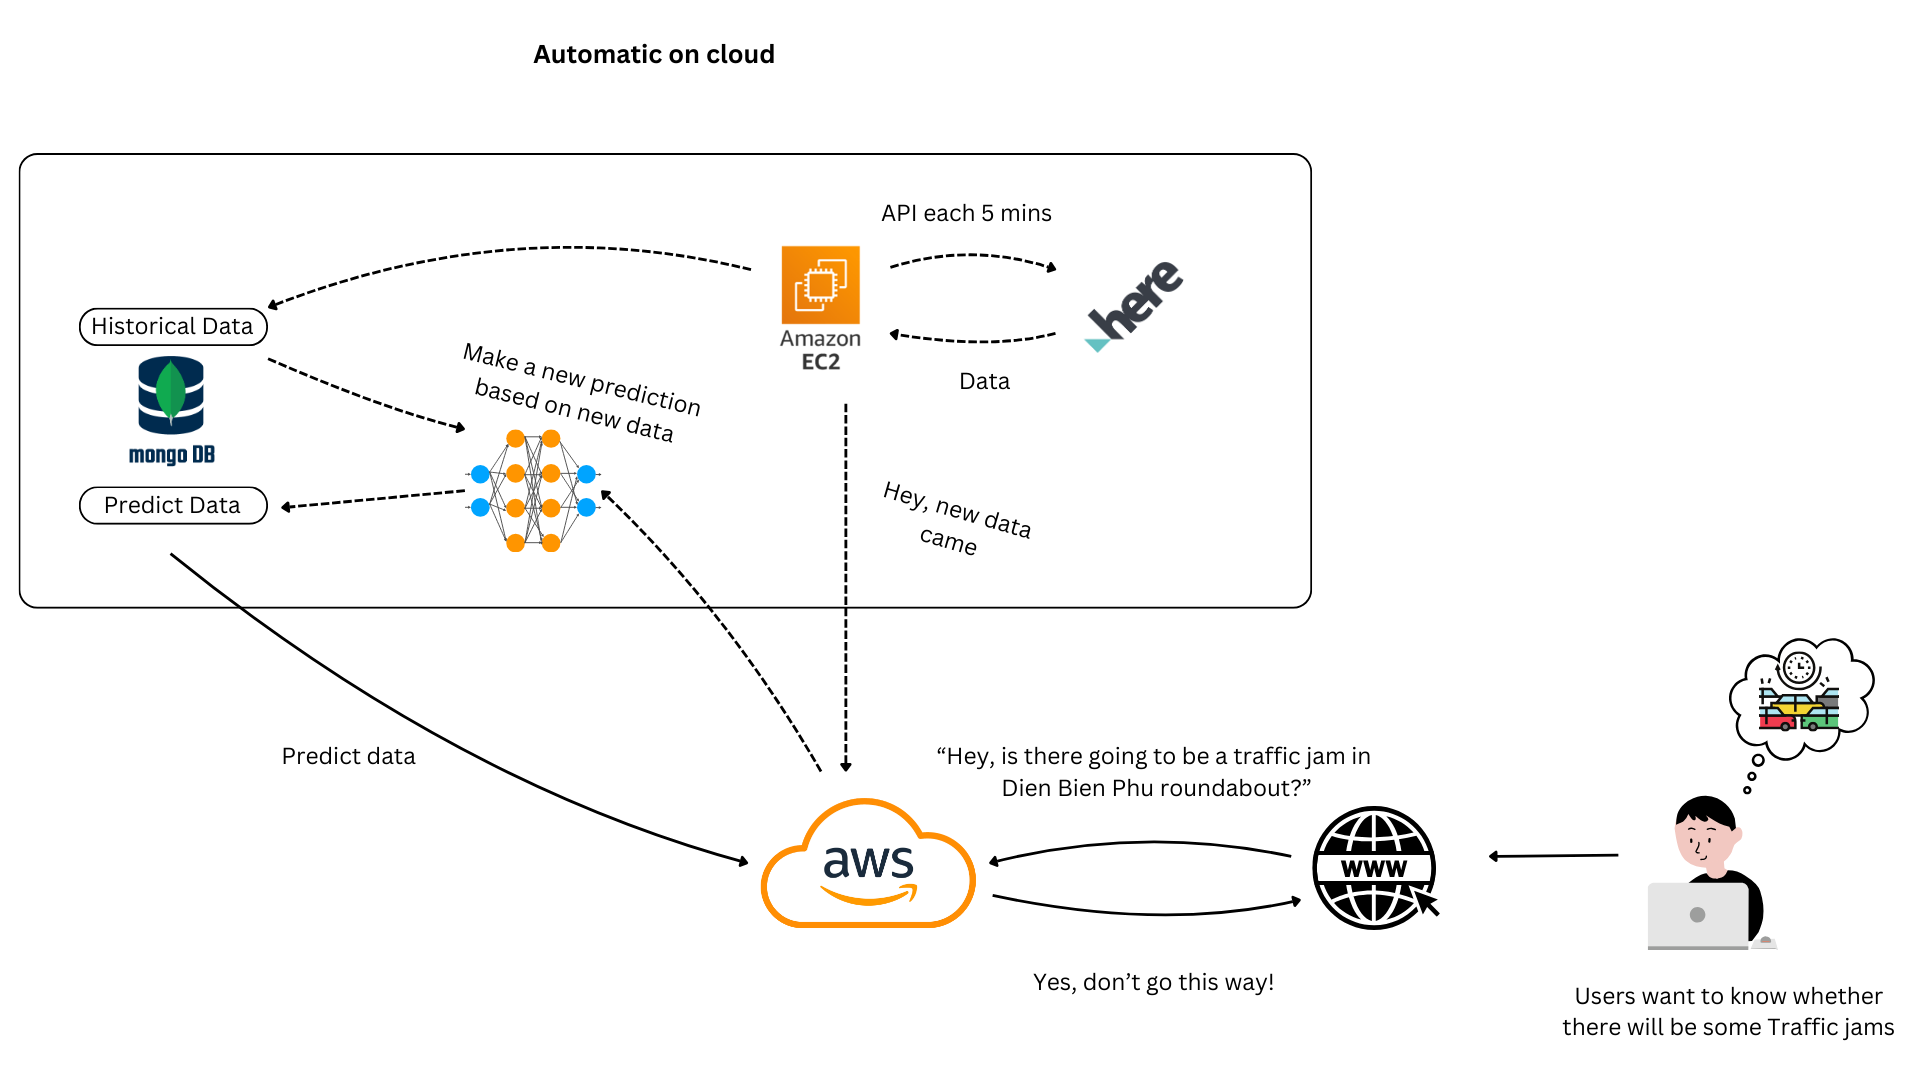 Automatic on cloud
API each 5 mins
Historical Data
mongo DB
Predict Data
Make a new prediction
based on new data
Amazon
EC2
here
Data
Hey, new data
came
Predict data
aws
“Hey, is there going to be a traffic jam in
Dien Bien Phu roundabout?”
www
Yes, don’t go this way!
Users want to know whether
there will be some Traffic jams